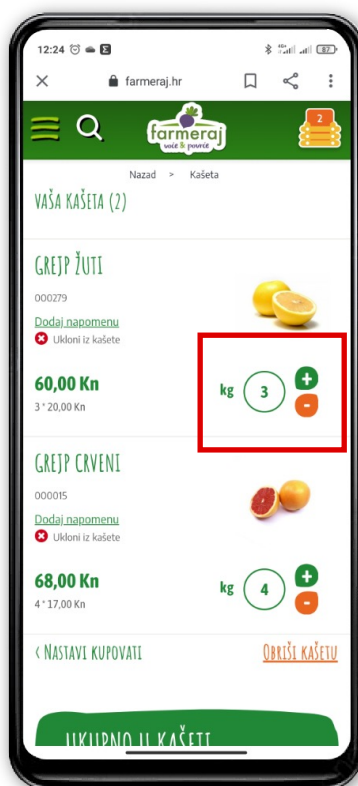 12:24
87
farmeraj.hr
farmeraj
voće & povrće
2
Nazad > Kašeta
VAŠA KAŠETA (2)
GREJP ŽUTI
000279
Dodaj napomenu
Ukloni iz kašete
60,00 Kn
3 * 20,00 Kn
kg 3 + -
GREJP CRVENI
000015
Dodaj napomenu
Ukloni iz kašete
68,00 Kn
4 * 17,00 Kn
kg 4 + -
< NASTAVI KUPOVATI
OBRIŠI KAŠETU
UKUPNO U KAŠETI